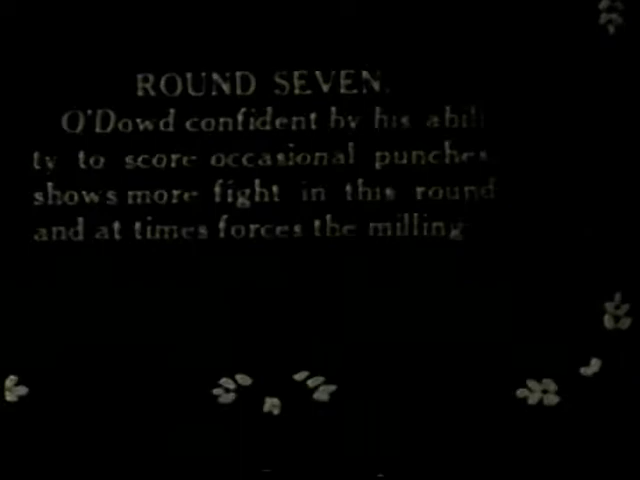 ROUND SEVEN.
O'Dowd confident by his abili
ty to score occasional punches
shows more fight in this round
and at times forces the milling